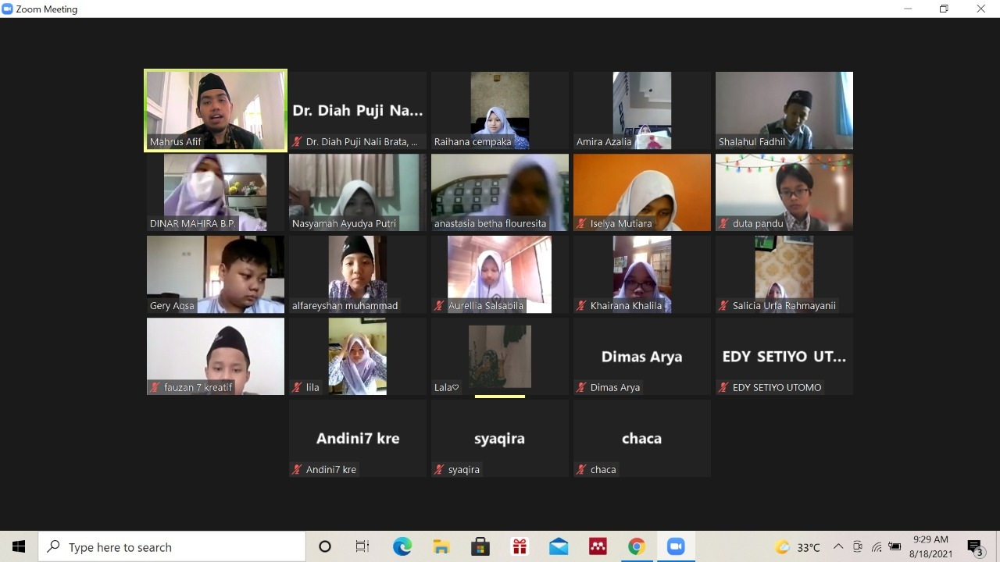 Zoom Meeting
Mahrus Afif
Dr. Diah Puji Na...
Dr. Diah Puji Nali Brata, ...
Raihana cempaka
Amira Azalia
Shalahul Fadhil
DINAR MAHIRA B.P.
Nasyamah Ayudya Putri
anastasia betha flouresita
Iselya Mutiara
duta pandu
Gery Aqsa
alfareyshan muhammad
Aurellia Salsabila
Khairana Khalila
Salicia Urfa Rahmayanii
fauzan 7 kreatif
lila
Lala♡
Dimas Arya
Dimas Arya
EDY SETIYO UT...
EDY SETIYO UTOMO
Andini7 kre
Andini7 kre
syaqira
syaqira
chaca
chaca
Type here to search
33°C
9:29 AM
8/18/2021
3